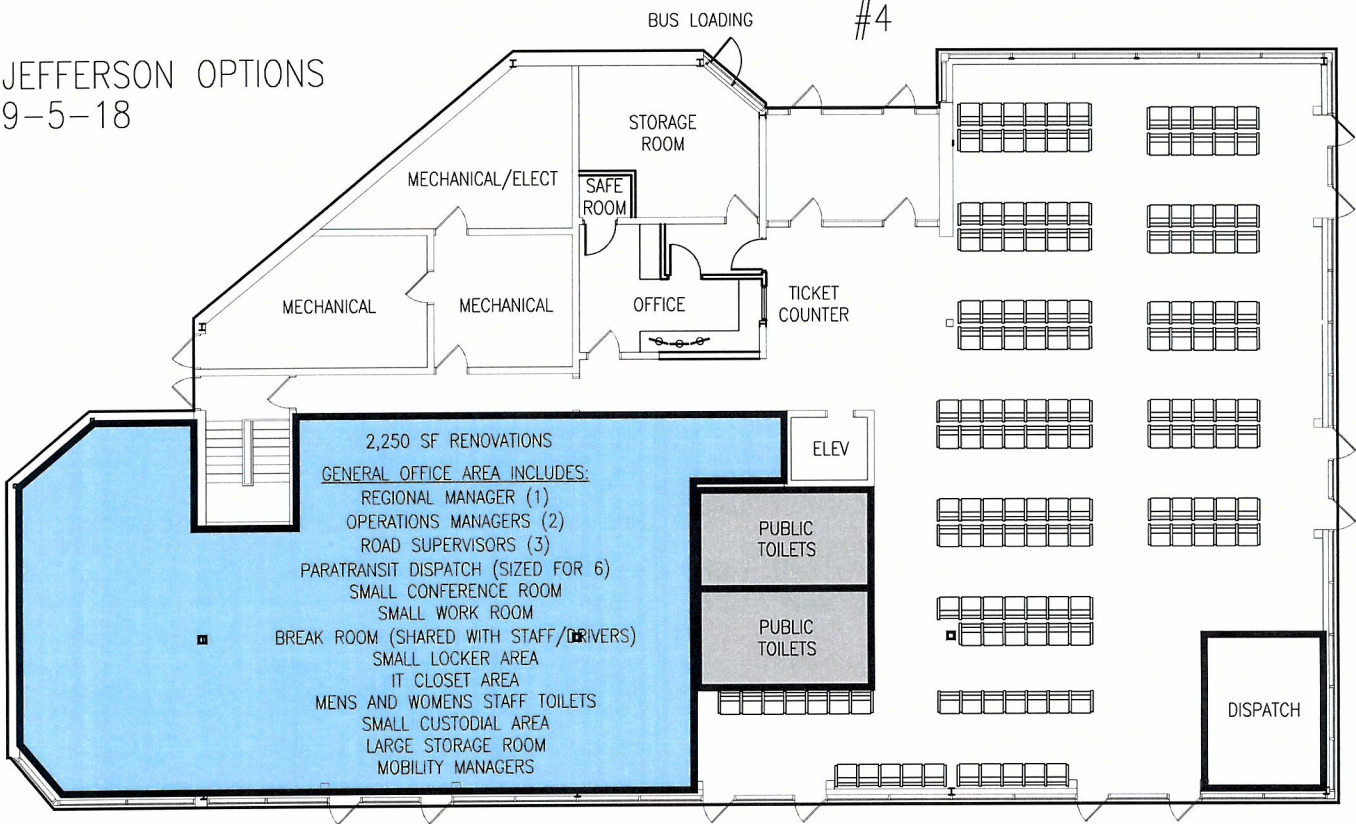 BUS LOADING
#4
JEFFERSON OPTIONS
9-5-18
STORAGE
ROOM
MECHANICAL/ELECT
SAFE
ROOM
MECHANICAL
MECHANICAL
OFFICE
TICKET
COUNTER
2,250 SF RENOVATIONS
GENERAL OFFICE AREA INCLUDES:
REGIONAL MANAGER (1)
OPERATIONS MANAGERS (2)
ROAD SUPERVISORS (3)
PARATRANSIT DISPATCH (SIZED FOR 6)
SMALL CONFERENCE ROOM
SMALL WORK ROOM
BREAK ROOM (SHARED WITH STAFF/DRIVERS)
SMALL LOCKER AREA
IT CLOSET AREA
MENS AND WOMENS STAFF TOILETS
SMALL CUSTODIAL AREA
LARGE STORAGE ROOM
MOBILITY MANAGERS
ELEV
PUBLIC
TOILETS
PUBLIC
TOILETS
DISPATCH